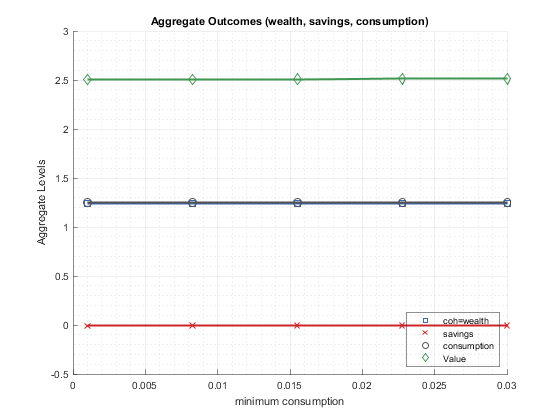 Aggregate Outcomes (wealth, savings, consumption)
3
2.5
2
1.5
1
0.5
0
-0.5
Aggregate Levels
coh=wealth
savings
consumption
Value
0
0.005
0.01
0.015
0.02
0.025
0.03
minimum consumption